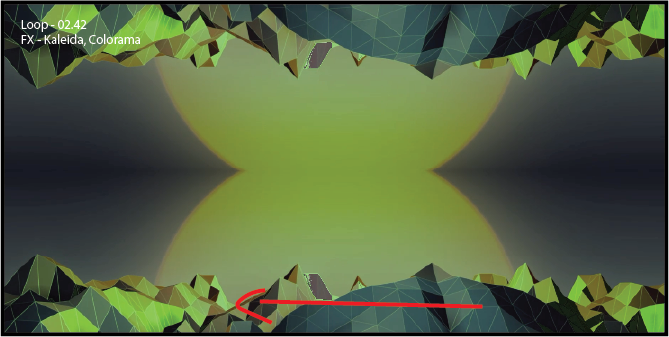 Loop - 02.42
FX - Kaleida, Colorama